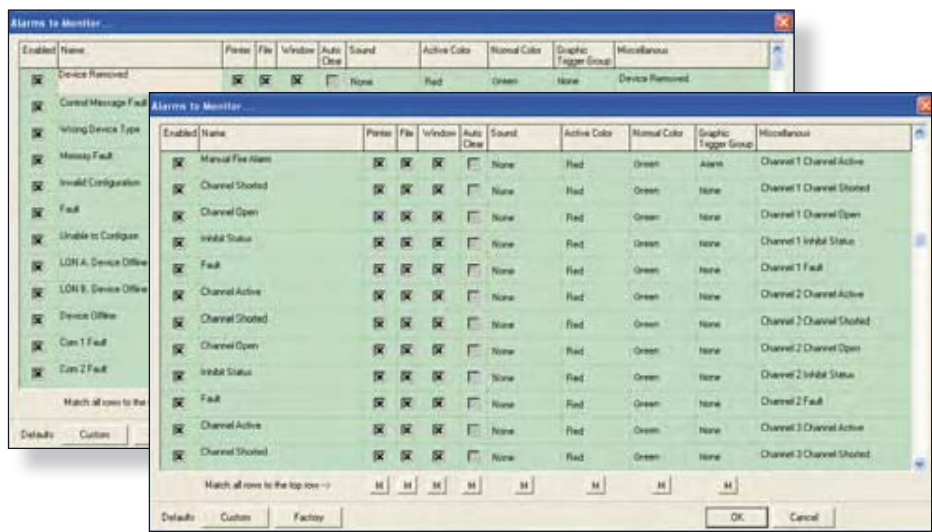 Alarms to Monitor...
Enabled Name Printer File Window Auto Clear Sound Active Color Normal Color Graphic Trigger Group Miscellaneous
Device Removed None Red Green None Device Removed
Control Message Fault
Wrong Device Type
Memory Fault
Invalid Configuration
Fault
Unable to Configure
LON A. Device Offline
LON B. Device Offline
Device Offline
Com 1 Fault
Com 2 Fault
Match all rows to the
Defaults Custom
Alarms to Monitor...
Enabled Name Printer File Window Auto Clear Sound Active Color Normal Color Graphic Trigger Group Miscellaneous
Manual Fire Alarm None Red Green Alarm Channel 1 Channel Active
Channel Shorted None Red Green None Channel 1 Channel Shorted
Channel Open None Red Green None Channel 1 Channel Open
Inhibit Status None Red Green None Channel 1 Inhibit Status
Fault None Red Green None Channel 1 Fault
Channel Active None Red Green None Channel 2 Channel Active
Channel Shorted None Red Green None Channel 2 Channel Shorted
Channel Open None Red Green None Channel 2 Channel Open
Inhibit Status None Red Green None Channel 2 Inhibit Status
Fault None Red Green None Channel 2 Fault
Channel Active None Red Green None Channel 3 Channel Active
Channel Shorted None Red Green None Channel 3 Channel Shorted
Match all rows to the top row --> M M M M M M M M
Defaults Custom Factory OK Cancel